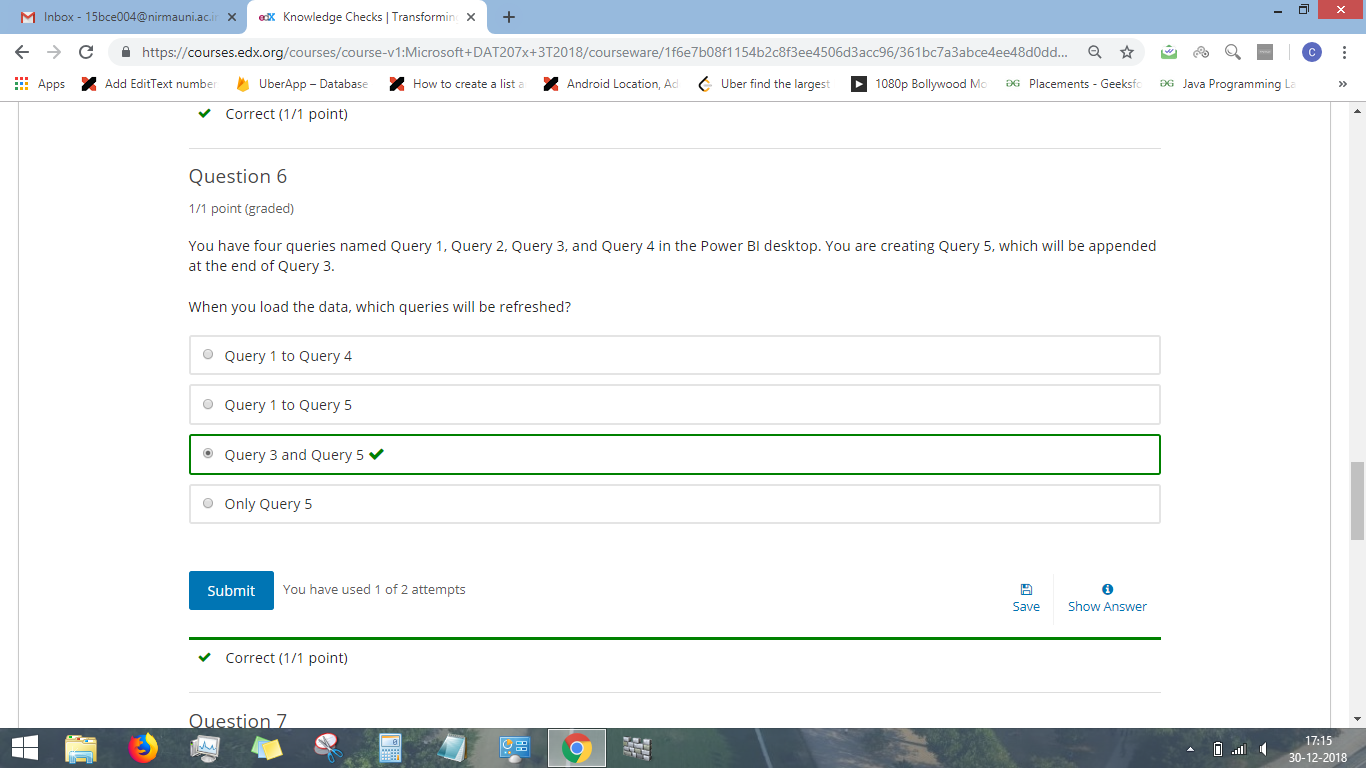 Inbox - 15bce004@nirmauni.ac.i
edX Knowledge Checks | Transformin
https://courses.edx.org/courses/course-v1:Microsoft+DAT207x+3T2018/courseware/1f6e7b08f1154b2c8f3ee4506d3acc96/361bc7a3abce4ee48d0dd...
C
Apps
Add EditText number
UberApp – Database
How to create a list a
Android Location, Ad
Uber find the largest
1080p Bollywood Mo
Placements - Geeksfo
Java Programming La
»
Correct (1/1 point)
Question 6
1/1 point (graded)
You have four queries named Query 1, Query 2, Query 3, and Query 4 in the Power BI desktop. You are creating Query 5, which will be appended
at the end of Query 3.
When you load the data, which queries will be refreshed?
Query 1 to Query 4
Query 1 to Query 5
Query 3 and Query 5
Only Query 5
Submit
You have used 1 of 2 attempts
Save
Show Answer
Correct (1/1 point)
Question 7
17:15
30-12-2018